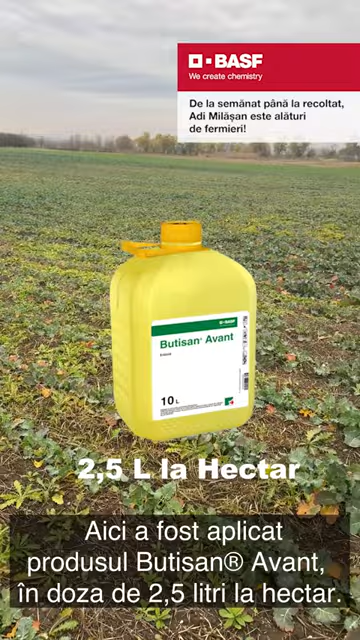 BASF
We create chemistry
De la semănat până la recoltat,
Adi Milășan este alături
de fermieri!
BASF
Butisan® Avant
10 L
2,5 L la Hectar
Aici a fost aplicat
produsul Butisan® Avant,
în doza de 2,5 litri la hectar.